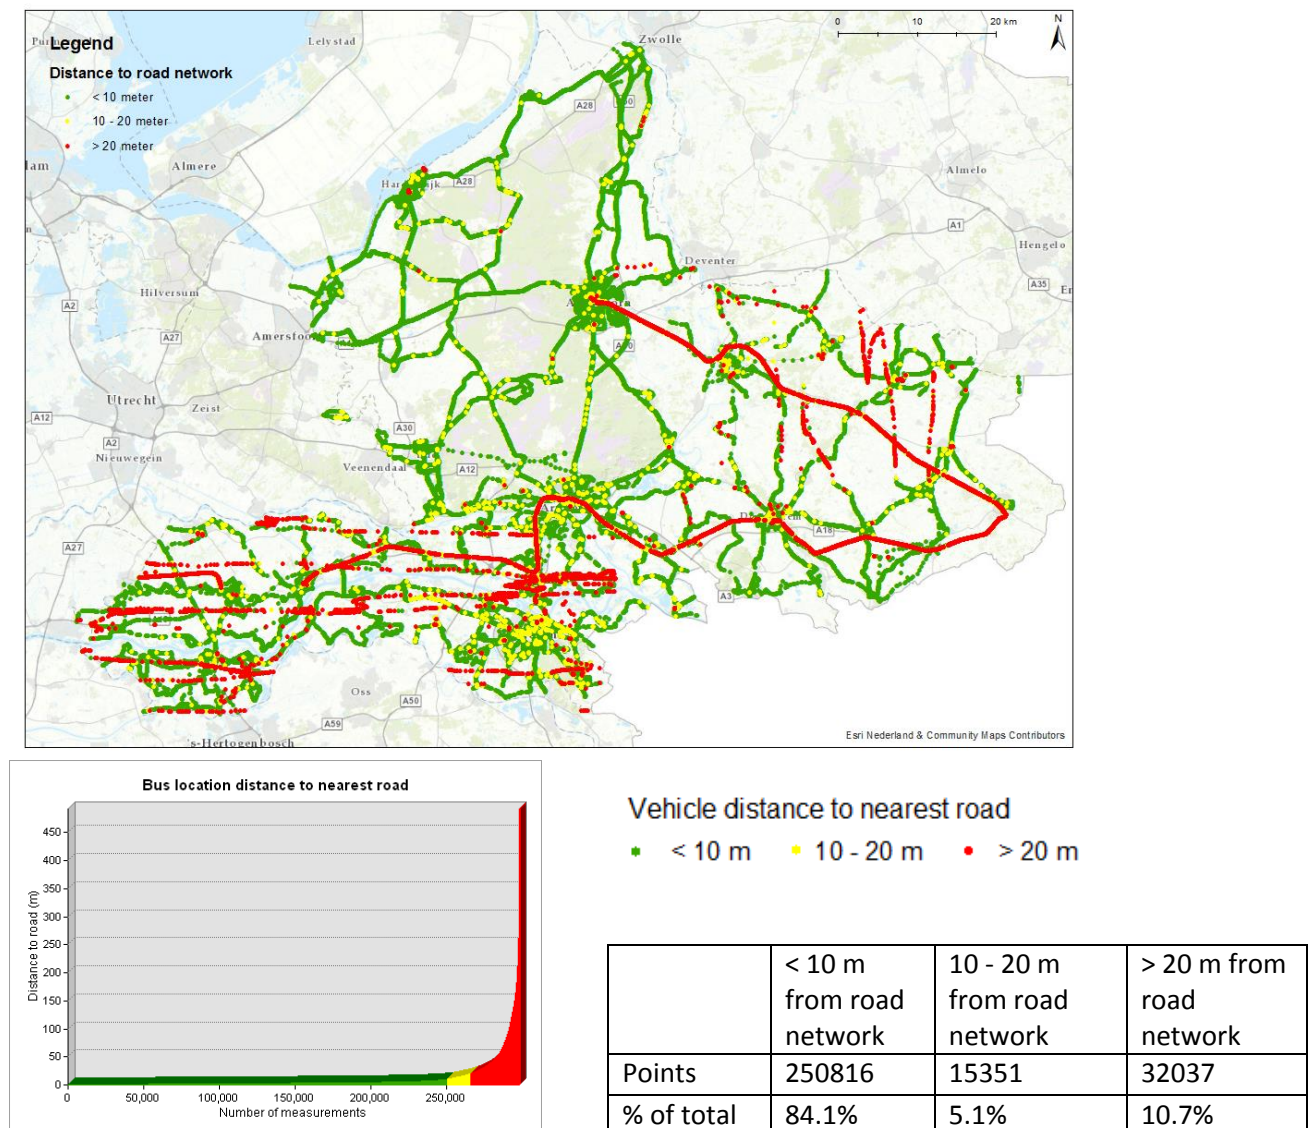 Legend
Distance to road network
< 10 meter
10 - 20 meter
> 20 meter
0 10 20 km
N
Zwolle
Lelystad
A28
Almere
A28
Almelo
A1
Hengelo
Deventer
A35
Hilversum
A2
A27
Amersfoo
Utrecht
Zeist
A12
A30
A2
Nieuwegein
Veenendaal
A12
A18
A27
A3
Oss
A50
A59
's-Hertogenbosch
Esri Nederland & Community Maps Contributors
Bus location distance to nearest road
Distance to road (m)
450
400
350
300
250
200
150
100
50
0
0 50,000 100,000 150,000 200,000 250,000
Number of measurements
Vehicle distance to nearest road
< 10 m 10 - 20 m > 20 m
< 10 m from road network 10 - 20 m from road network > 20 m from road network
Points 250816 15351 32037
% of total 84.1% 5.1% 10.7%